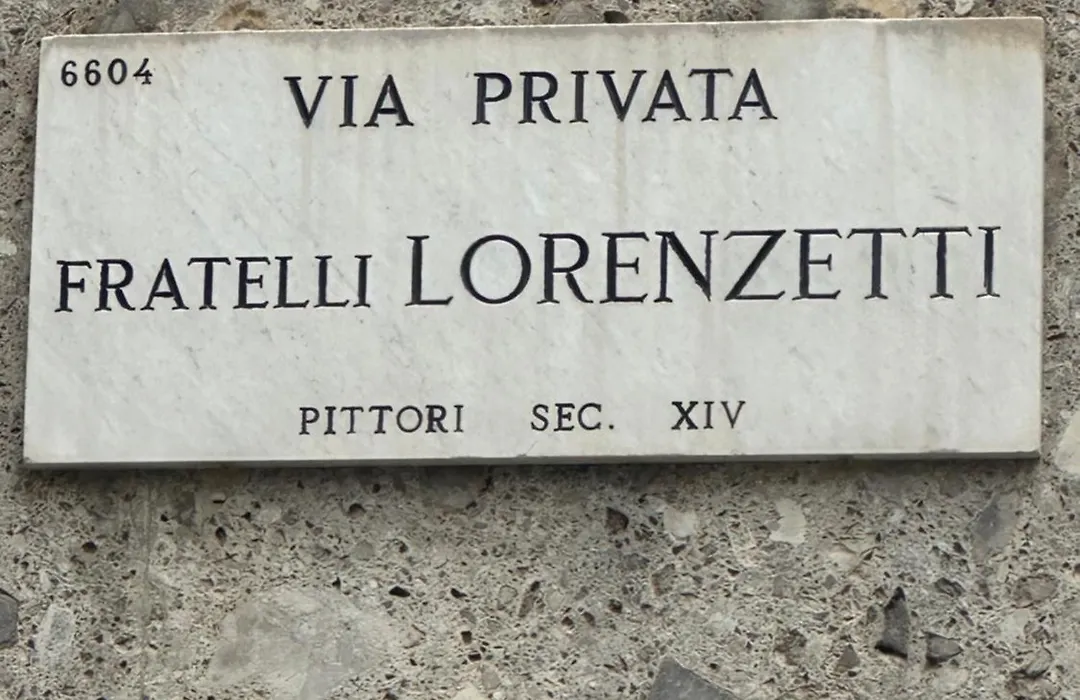 6604
VIA PRIVATA
FRATELLI LORENZETTI
PITTORI SEC. XIV